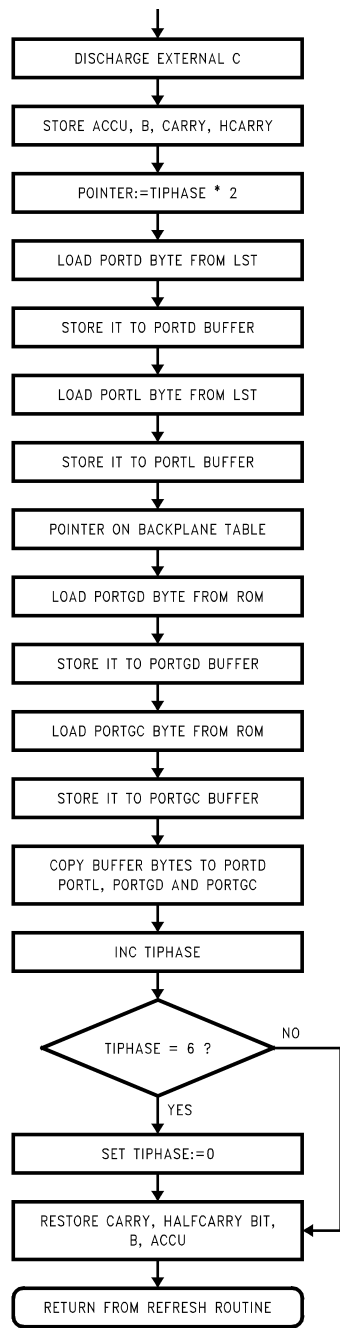 DISCHARGE EXTERNAL C
STORE ACCU, B, CARRY, HCARRY
POINTER:=TIPHASE * 2
LOAD PORTD BYTE FROM LST
STORE IT TO PORTD BUFFER
LOAD PORTL BYTE FROM LST
STORE IT TO PORTL BUFFER
POINTER ON BACKPLANE TABLE
LOAD PORTGD BYTE FROM ROM
STORE IT TO PORTGD BUFFER
LOAD PORTGC BYTE FROM ROM
STORE IT TO PORTGC BUFFER
COPY BUFFER BYTES TO PORTD
PORTL, PORTGD AND PORTGC
INC TIPHASE
TIPHASE = 6 ?
NO
YES
SET TIPHASE:=0
RESTORE CARRY, HALFCARRY BIT,
B, ACCU
RETURN FROM REFRESH ROUTINE